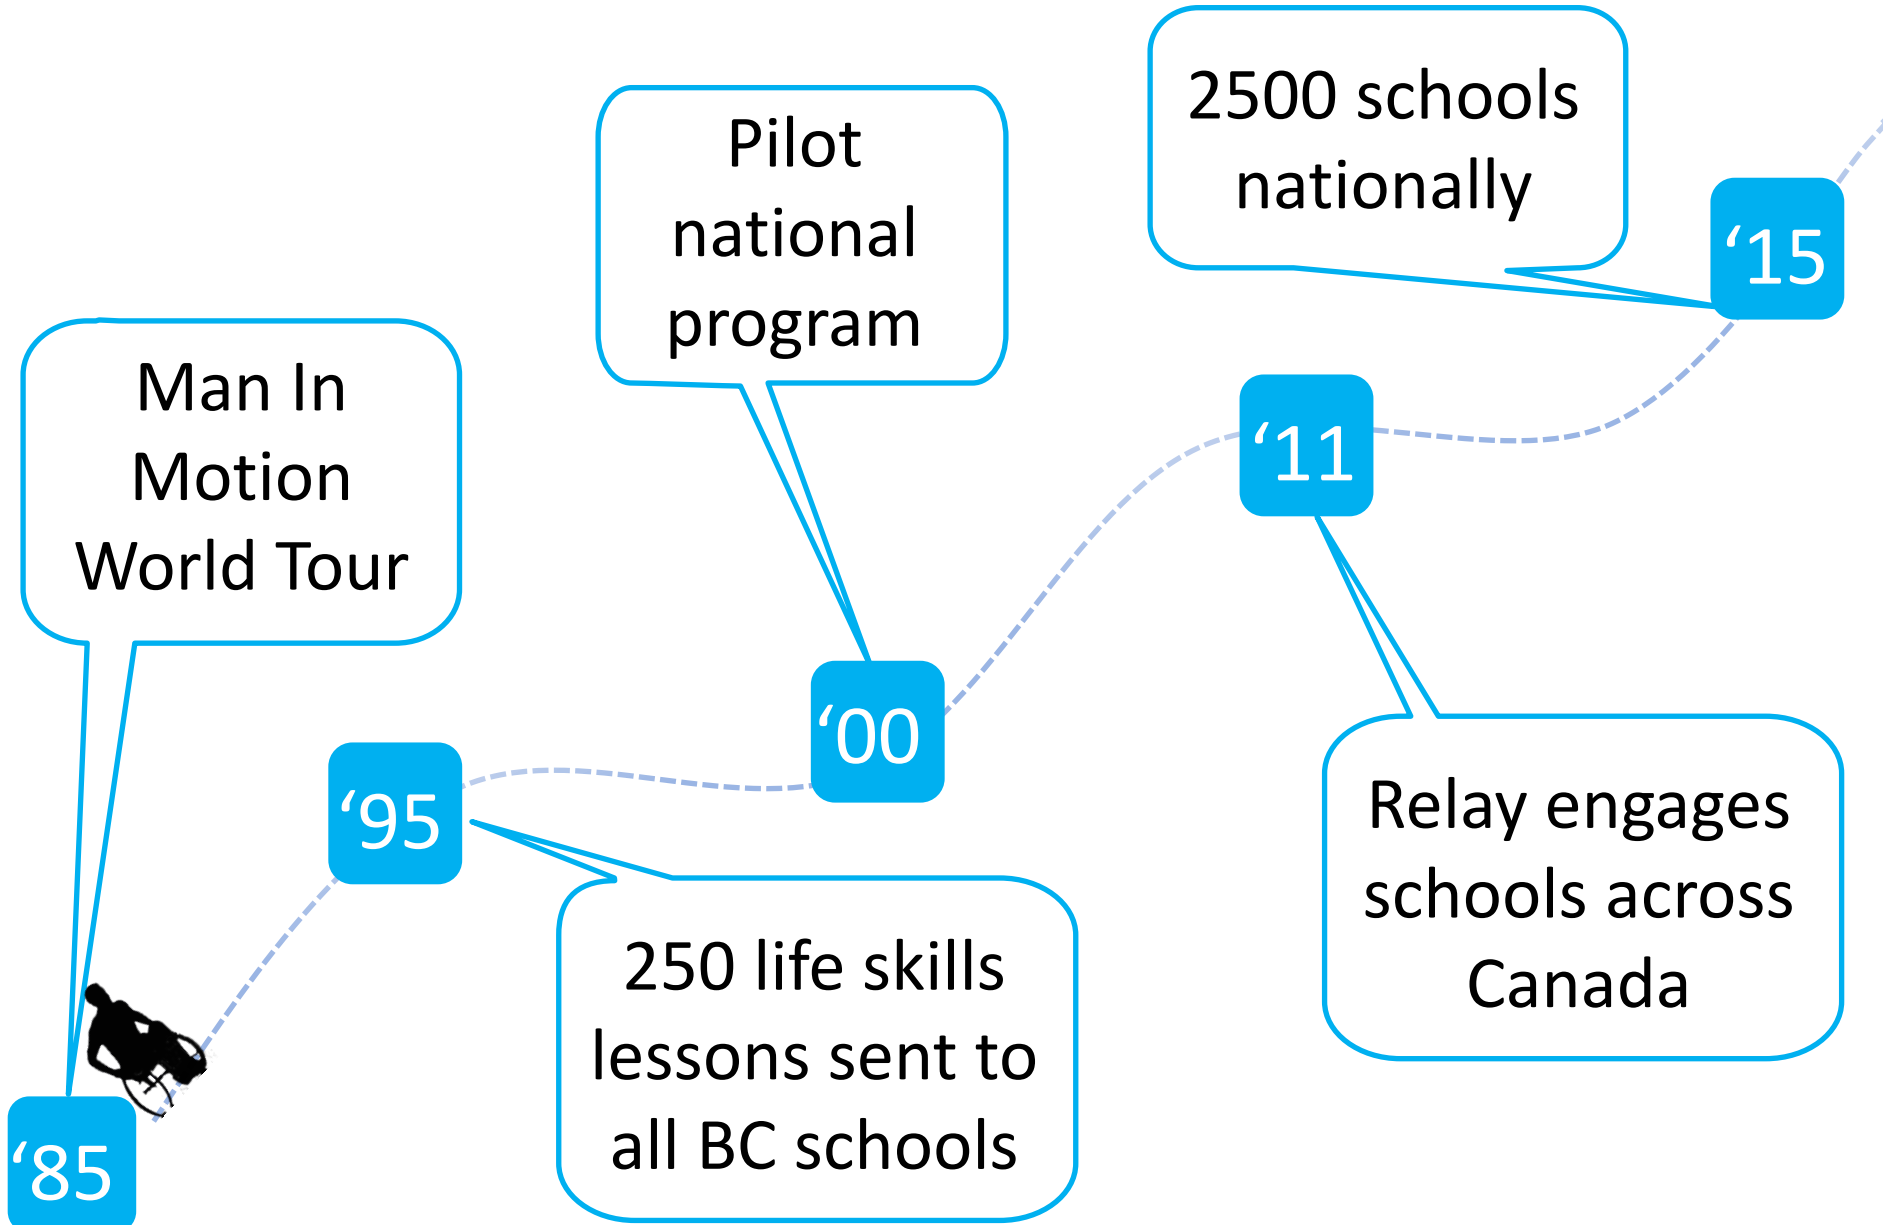 Man In
Motion
World Tour
‘85
‘95
250 life skills
lessons sent to
all BC schools
Pilot
national
program
‘00
‘11
Relay engages
schools across
Canada
2500 schools
nationally
‘15